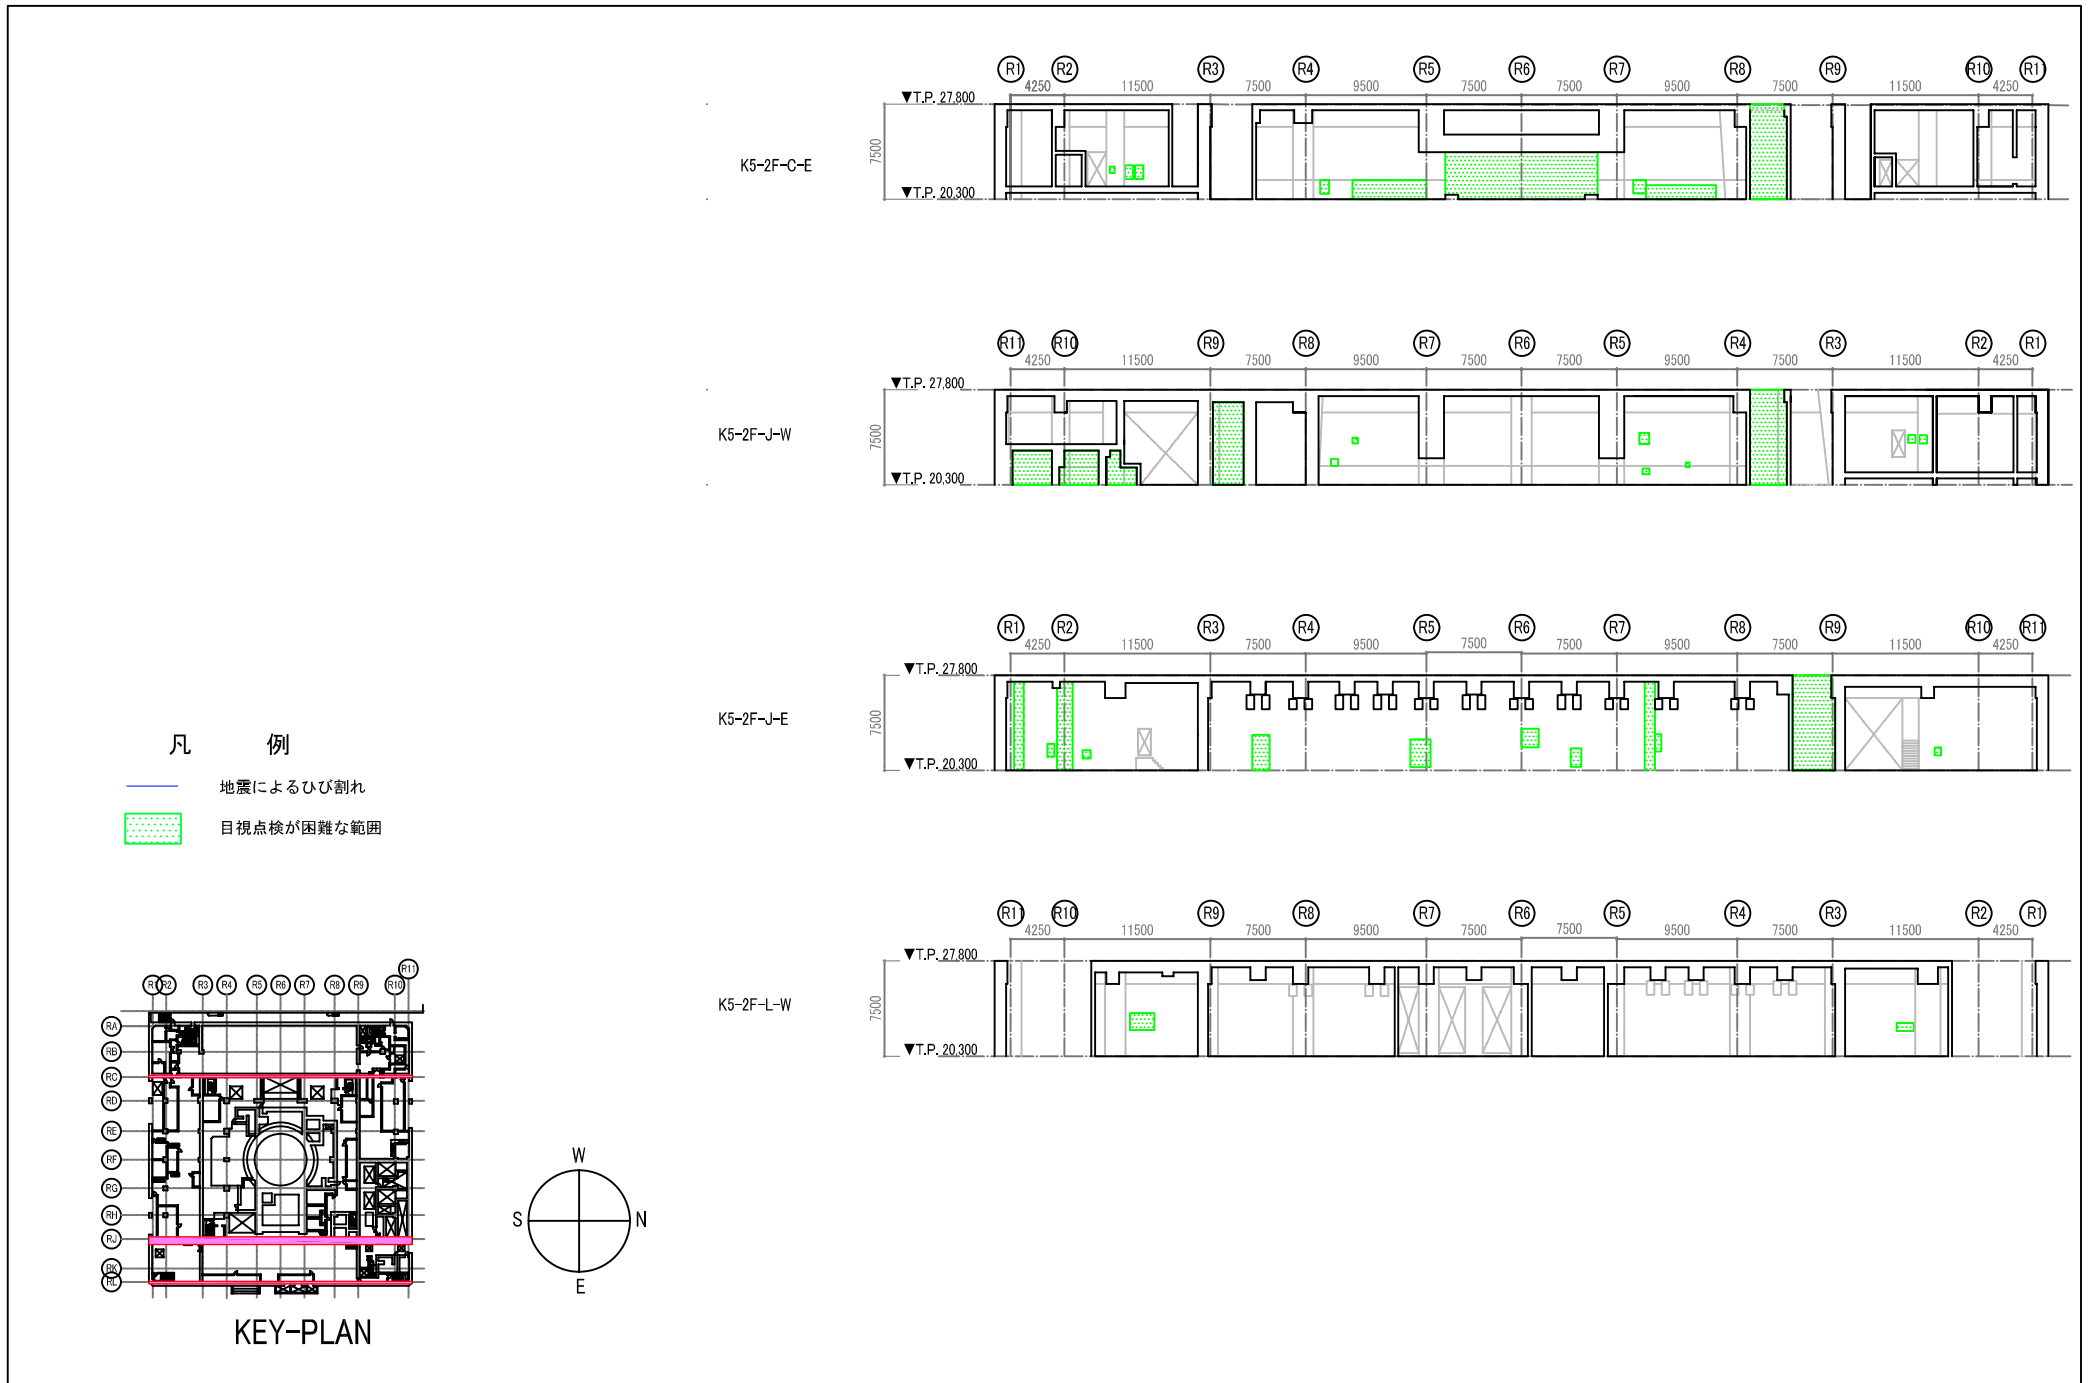 R1 R2 R3 R4 R5 R6 R7 R8 R9 R10 R11
4250 11500 7500 9500 7500 7500 9500 7500 11500 4250
▼T.P. 27,800
K5-2F-C-E
7500
▼T.P. 20,300
R11 R10 R9 R8 R7 R6 R5 R4 R3 R2 R1
4250 11500 7500 9500 7500 7500 9500 7500 11500 4250
▼T.P. 27,800
K5-2F-J-W
7500
▼T.P. 20,300
R1 R2 R3 R4 R5 R6 R7 R8 R9 R10 R11
4250 11500 7500 9500 7500 7500 9500 7500 11500 4250
▼T.P. 27,800
K5-2F-J-E
7500
▼T.P. 20,300
R11 R10 R9 R8 R7 R6 R5 R4 R3 R2 R1
4250 11500 7500 9500 7500 7500 9500 7500 11500 4250
▼T.P. 27,800
K5-2F-L-W
7500
▼T.P. 20,300
凡 例
地震によるひび割れ
目視点検が困難な範囲
R1 R2 R3 R4 R5 R6 R7 R8 R9 R10 R11
RA
RB
RC
RD
RE
RF
RG
RH
RJ
RK
RL
KEY-PLAN
W
S N
E